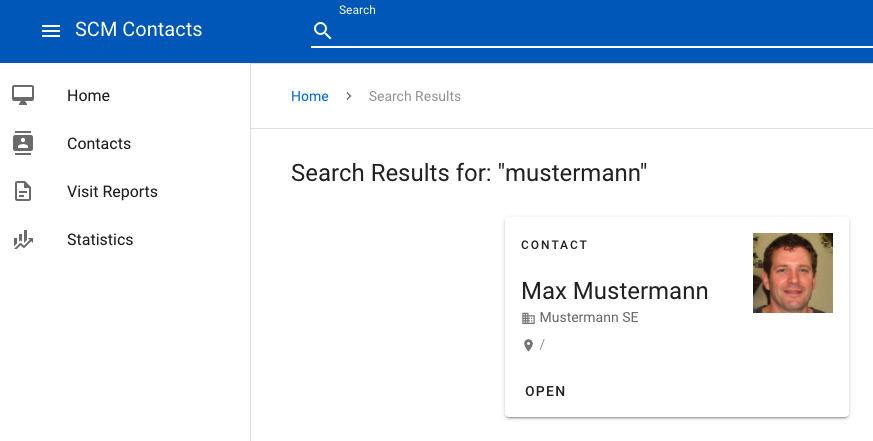 SCM Contacts
Search
Home
Contacts
Visit Reports
Statistics
Home > Search Results
Search Results for: "mustermann"
CONTACT
Max Mustermann
Mustermann SE
/
OPEN